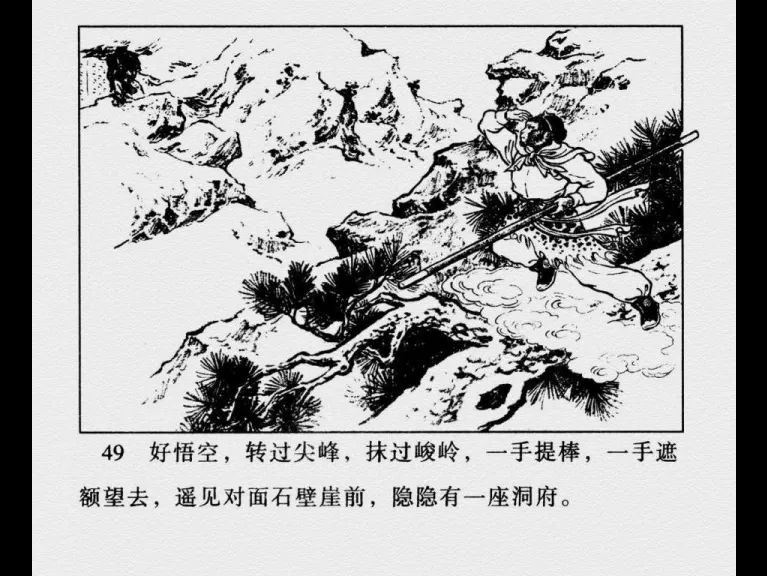 49 好悟空，转过尖峰，抹过峻岭，一手提棒，一手遮
额望去，遥见对面石壁崖前，隐隐有一座洞府。